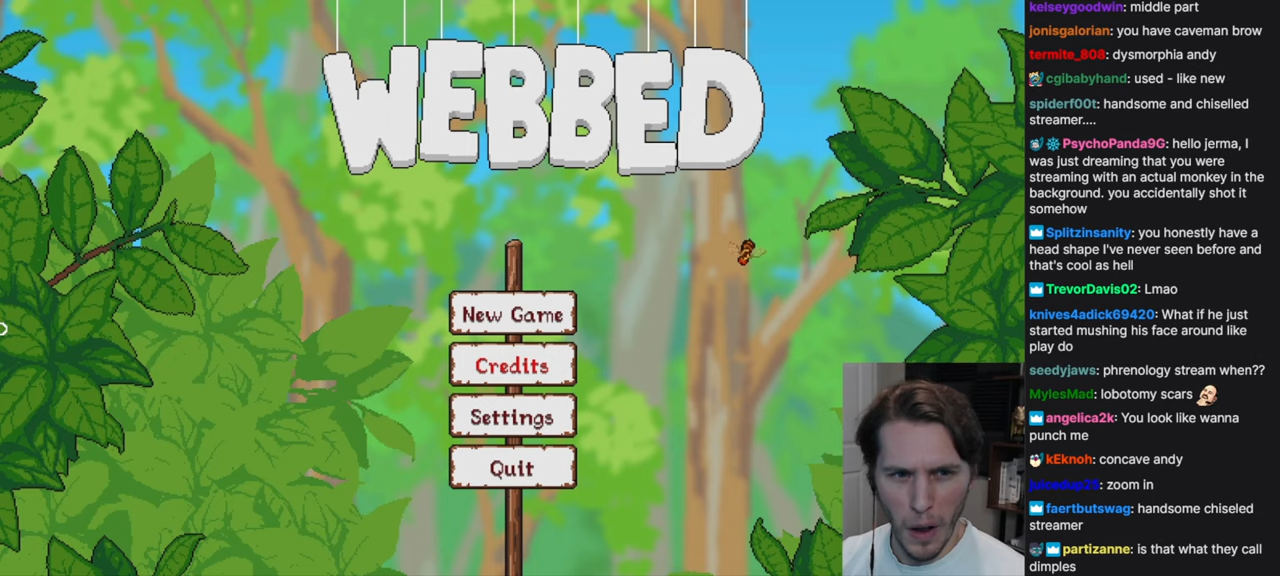 WEBBED
New Game
Credits
Settings
Quit
kelseygoodwin: middle part
jonisgalorian: you have caveman brow
termite_808: dysmorphia andy
cgibabyhand: used - like new
spiderf00t: handsome and chiselled
streamer....
PsychoPanda9G: hello jerma, I
was just dreaming that you were
streaming with an actual monkey in the
background. you accidentally shot it
somehow
Splitzinsanity: you honestly have a
head shape I've never seen before and
that's cool as hell
TrevorDavis02: Lmao
knives4adick69420: What if he just
started mushing his face around like
play do
seedyjaws: phrenology stream when??
MylesMad: lobotomy scars
angelica2k: You look like wanna
punch me
kEknoh: concave andy
juicedup25: zoom in
faertbutswag: handsome chiseled
streamer
partizanne: is that what they call
dimples